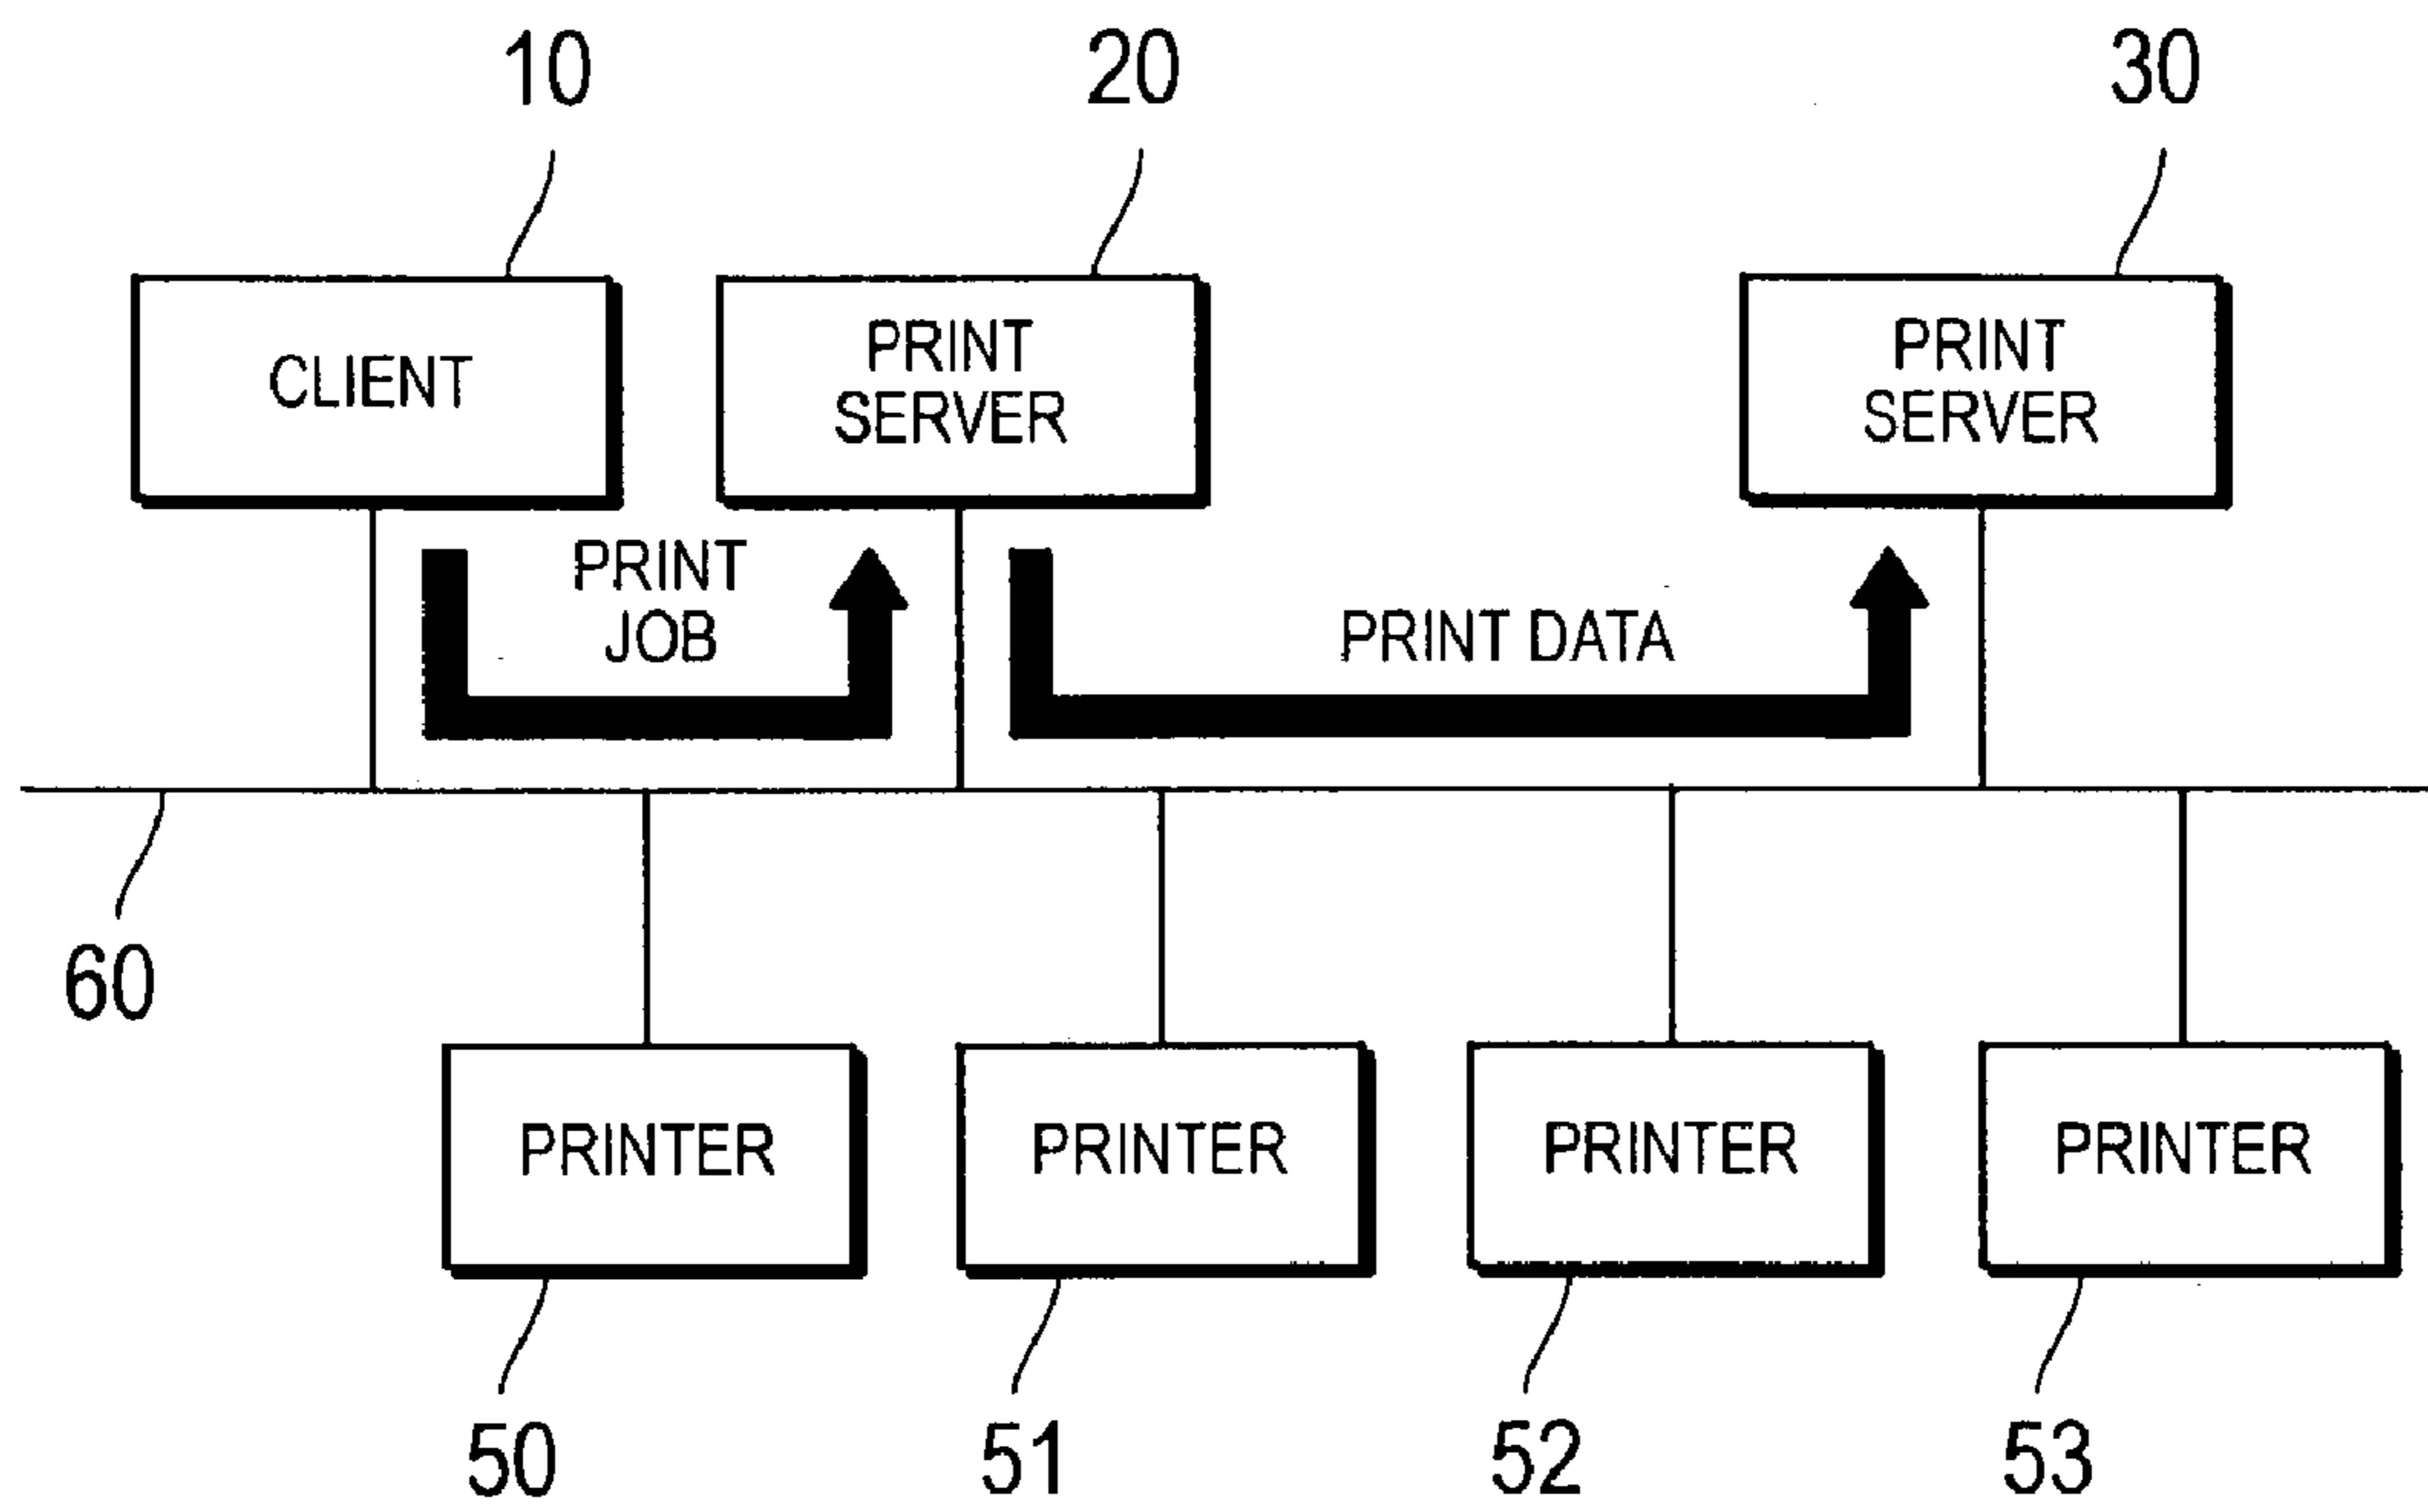 10
20
30
CLIENT
PRINT
SERVER
PRINT
SERVER
PRINT
JOB
PRINT DATA
60
PRINTER
PRINTER
PRINTER
PRINTER
50
51
52
53